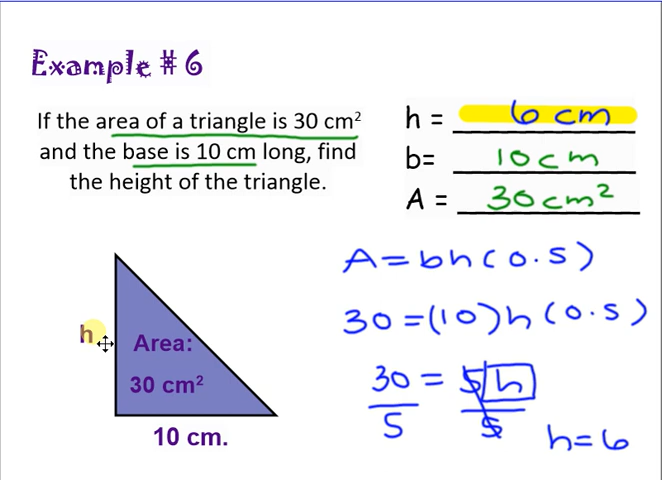 Example # 6
If the area of a triangle is 30 cm²
and the base is 10 cm long, find
the height of the triangle.
h = 6 cm
b= 10cm
A = 30cm²
h
Area:
30 cm²
10 cm.
A=bh(0.5)
30=(10)h(0.5)
30 = 5h
5 5
h=6